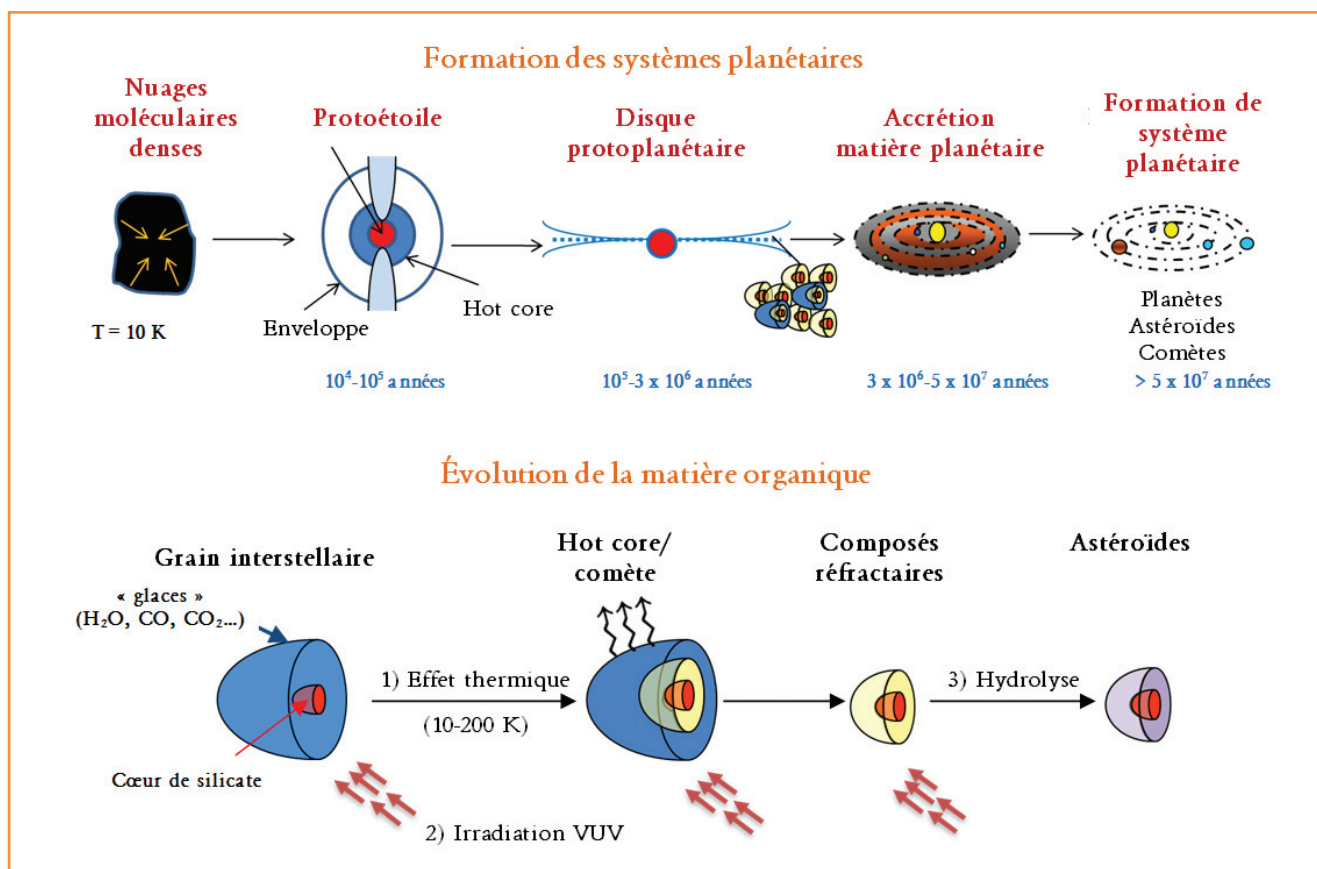 Formation des systèmes planétaires
Nuages
moléculaires
denses
Protoétoile
Disque
protoplanétaire
Accrétion
matière planétaire
Formation de
système
planétaire
T = 10 K
Enveloppe
Hot core
Planètes
Astéroïdes
Comètes
10⁴-10⁵ années
10⁵-3 x 10⁶ années
3 x 10⁶-5 x 10⁷ années
> 5 x 10⁷ années
Évolution de la matière organique
Grain interstellaire
Hot core/
comète
Composés
réfractaires
Astéroïdes
« glaces »
(H₂O, CO, CO₂...)
1) Effet thermique
(10-200 K)
3) Hydrolyse
Cœur de silicate
2) Irradiation VUV